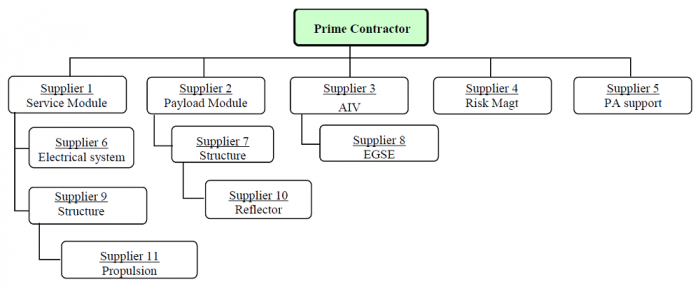 Prime Contractor
Supplier 1
Service Module
Supplier 2
Payload Module
Supplier 3
AIV
Supplier 4
Risk Magt
Supplier 5
PA support
Supplier 6
Electrical system
Supplier 7
Structure
Supplier 8
EGSE
Supplier 9
Structure
Supplier 10
Reflector
Supplier 11
Propulsion